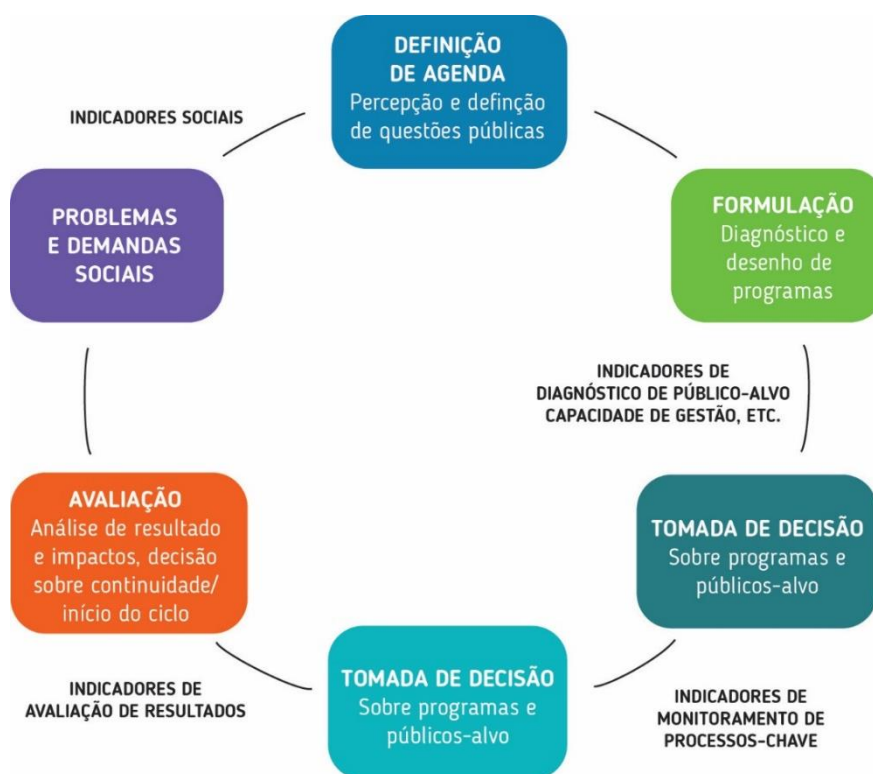 DEFINIÇÃO
DE AGENDA
Percepção e definção
de questões públicas
INDICADORES SOCIAIS
PROBLEMAS
E DEMANDAS
SOCIAIS
FORMULAÇÃO
Diagnóstico e
desenho de
programas
INDICADORES DE
DIAGNÓSTICO DE PÚBLICO-ALVO
CAPACIDADE DE GESTÃO, ETC.
AVALIAÇÃO
Análise de resultado
e impactos, decisão
sobre continuidade/
início do ciclo
TOMADA DE DECISÃO
Sobre programas e
públicos-alvo
TOMADA DE DECISÃO
Sobre programas e
públicos-alvo
INDICADORES DE
AVALIAÇÃO DE RESULTADOS
INDICADORES DE
MONITORAMENTO DE
PROCESSOS-CHAVE